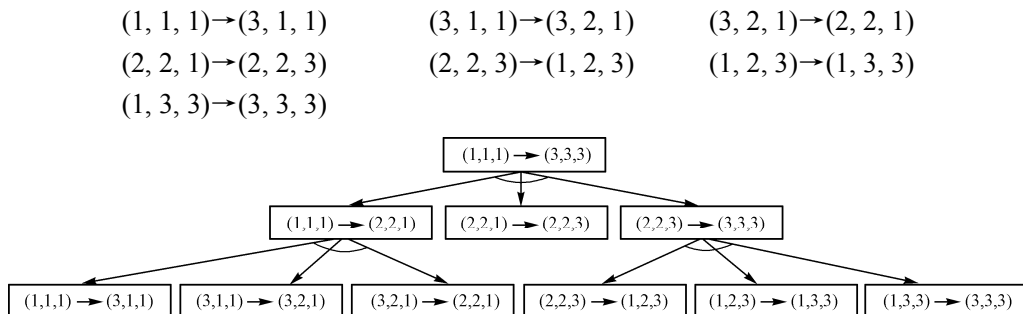 (1, 1, 1)→(3, 1, 1) (3, 1, 1)→(3, 2, 1) (3, 2, 1)→(2, 2, 1)
(2, 2, 1)→(2, 2, 3) (2, 2, 3)→(1, 2, 3) (1, 2, 3)→(1, 3, 3)
(1, 3, 3)→(3, 3, 3)
(1,1,1)→(3,3,3)
(1,1,1)→(2,2,1) (2,2,1)→(2,2,3) (2,2,3)→(3,3,3)
(1,1,1)→(3,1,1) (3,1,1)→(3,2,1) (3,2,1)→(2,2,1) (2,2,3)→(1,2,3) (1,2,3)→(1,3,3) (1,3,3)→(3,3,3)